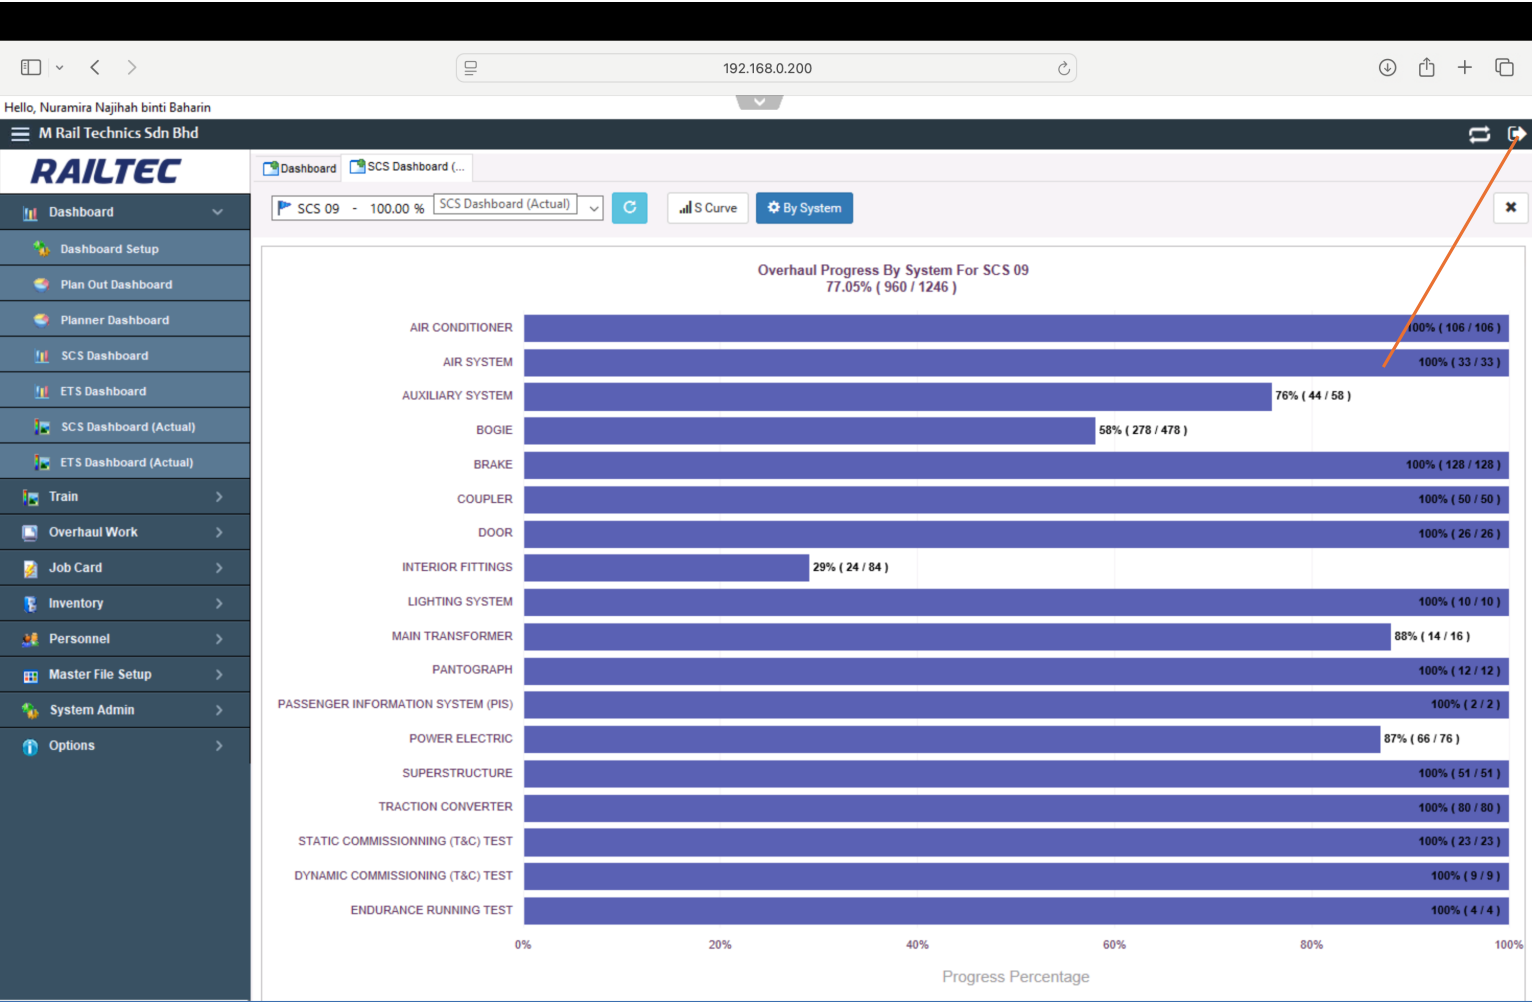 192.168.0.200
Hello, Nuramira Najihah binti Baharin
M Rail Technics Sdn Bhd
RAILTEC
Dashboard
SCS Dashboard (...
SCS 09 - 100.00 %
SCS Dashboard (Actual)
S Curve
By System
Dashboard
Dashboard Setup
Plan Out Dashboard
Planner Dashboard
SCS Dashboard
ETS Dashboard
SCS Dashboard (Actual)
ETS Dashboard (Actual)
Train
Overhaul Work
Job Card
Inventory
Personnel
Master File Setup
System Admin
Options
Overhaul Progress By System For SCS 09
77.05% ( 960 / 1246 )
AIR CONDITIONER 100% ( 106 / 106 )
AIR SYSTEM 100% ( 33 / 33 )
AUXILIARY SYSTEM 76% ( 44 / 58 )
BOGIE 58% ( 278 / 478 )
BRAKE 100% ( 128 / 128 )
COUPLER 100% ( 50 / 50 )
DOOR 100% ( 26 / 26 )
INTERIOR FITTINGS 29% ( 24 / 84 )
LIGHTING SYSTEM 100% ( 10 / 10 )
MAIN TRANSFORMER 88% ( 14 / 16 )
PANTOGRAPH 100% ( 12 / 12 )
PASSENGER INFORMATION SYSTEM (PIS) 100% ( 2 / 2 )
POWER ELECTRIC 87% ( 66 / 76 )
SUPERSTRUCTURE 100% ( 51 / 51 )
TRACTION CONVERTER 100% ( 80 / 80 )
STATIC COMMISSIONNING (T&C) TEST 100% ( 23 / 23 )
DYNAMIC COMMISSIONING (T&C) TEST 100% ( 9 / 9 )
ENDURANCE RUNNING TEST 100% ( 4 / 4 )
0% 20% 40% 60% 80% 100%
Progress Percentage